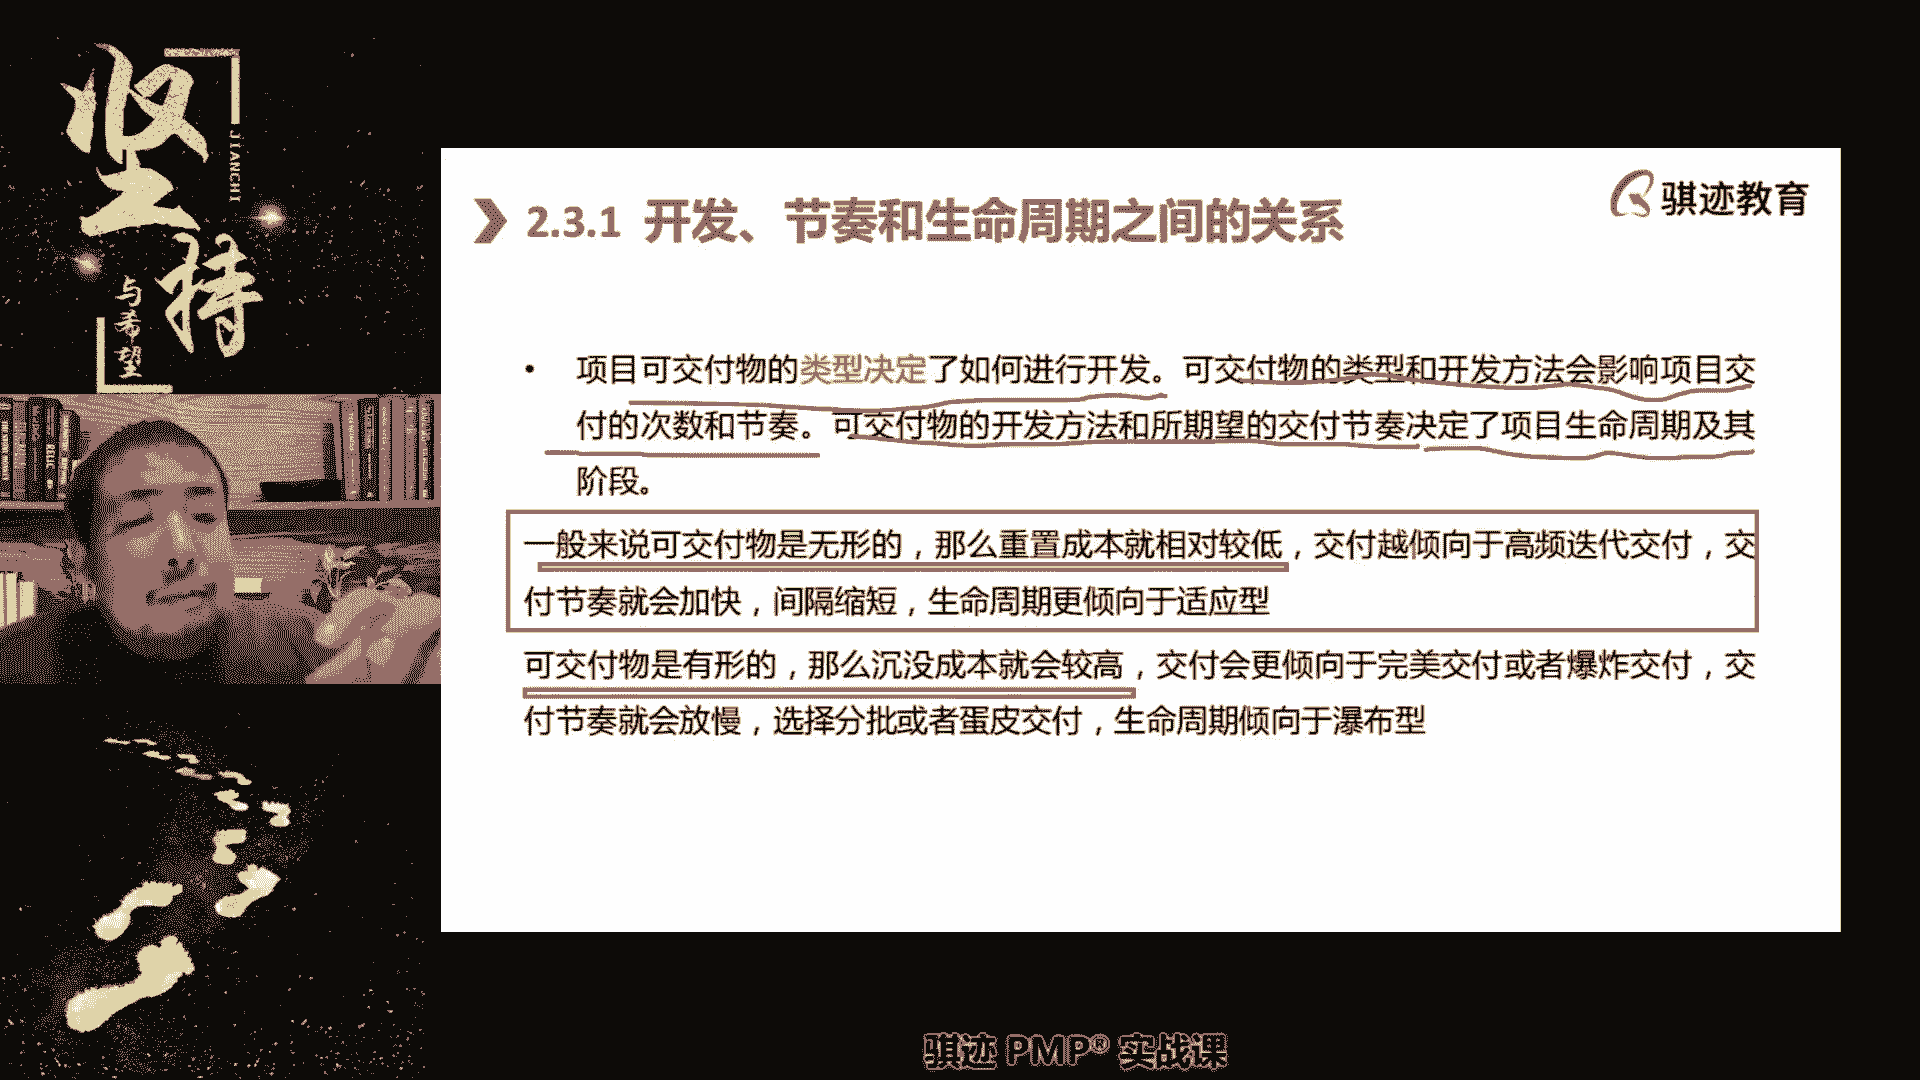 坚持
JIANCHI
与希望
骐迹教育
2.3.1 开发、节奏和生命周期之间的关系
• 项目可交付物的类型决定了如何进行开发。可交付物的类型和开发方法会影响项目交
付的次数和节奏。可交付物的开发方法和所期望的交付节奏决定了项目生命周期及其
阶段。
一般来说可交付物是无形的，那么重置成本就相对较低，交付越倾向于高频迭代交付，交
付节奏就会加快，间隔缩短，生命周期更倾向于适应型
可交付物是有形的，那么沉没成本就会较高，交付会更倾向于完美交付或者爆炸交付，交
付节奏就会放慢，选择分批或者蛋皮交付，生命周期倾向于瀑布型
骐迹 PMP® 实战课